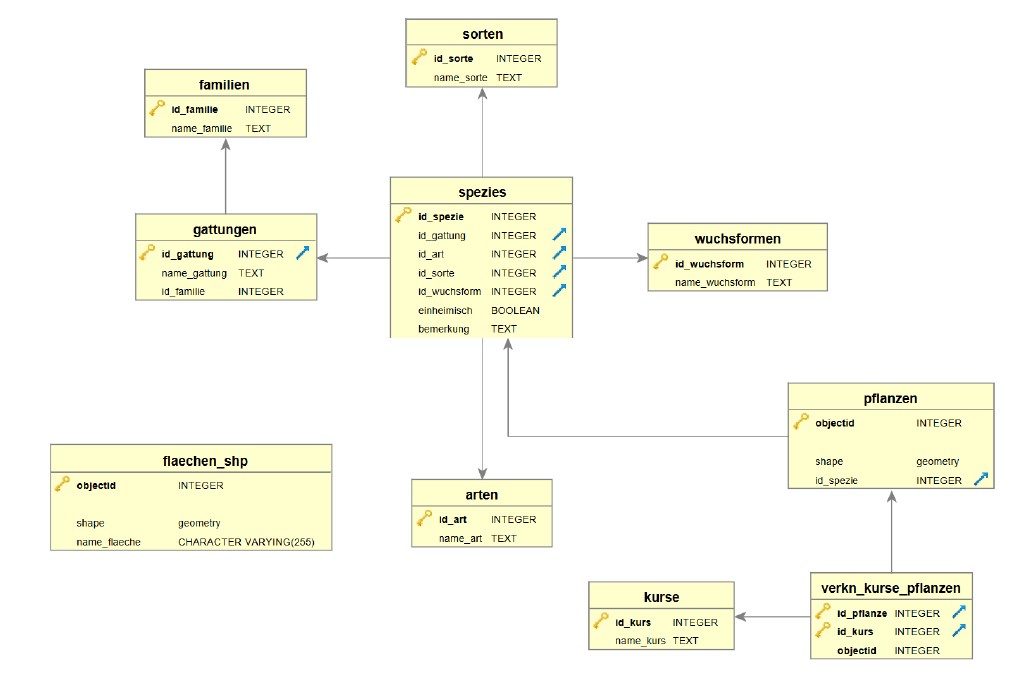 sorten
id_sorte INTEGER
name_sorte TEXT
familien
id_familie INTEGER
name_familie TEXT
spezies
id_spezie INTEGER
id_gattung INTEGER
id_art INTEGER
id_sorte INTEGER
id_wuchsform INTEGER
einheimisch BOOLEAN
bemerkung TEXT
gattungen
id_gattung INTEGER
name_gattung TEXT
id_familie INTEGER
wuchsformen
id_wuchsform INTEGER
name_wuchsform TEXT
pflanzen
objectid INTEGER
shape geometry
id_spezie INTEGER
flaechen_shp
objectid INTEGER
shape geometry
name_flaeche CHARACTER VARYING(255)
arten
id_art INTEGER
name_art TEXT
kurse
id_kurs INTEGER
name_kurs TEXT
verkn_kurse_pflanzen
id_pflanze INTEGER
id_kurs INTEGER
objectid INTEGER